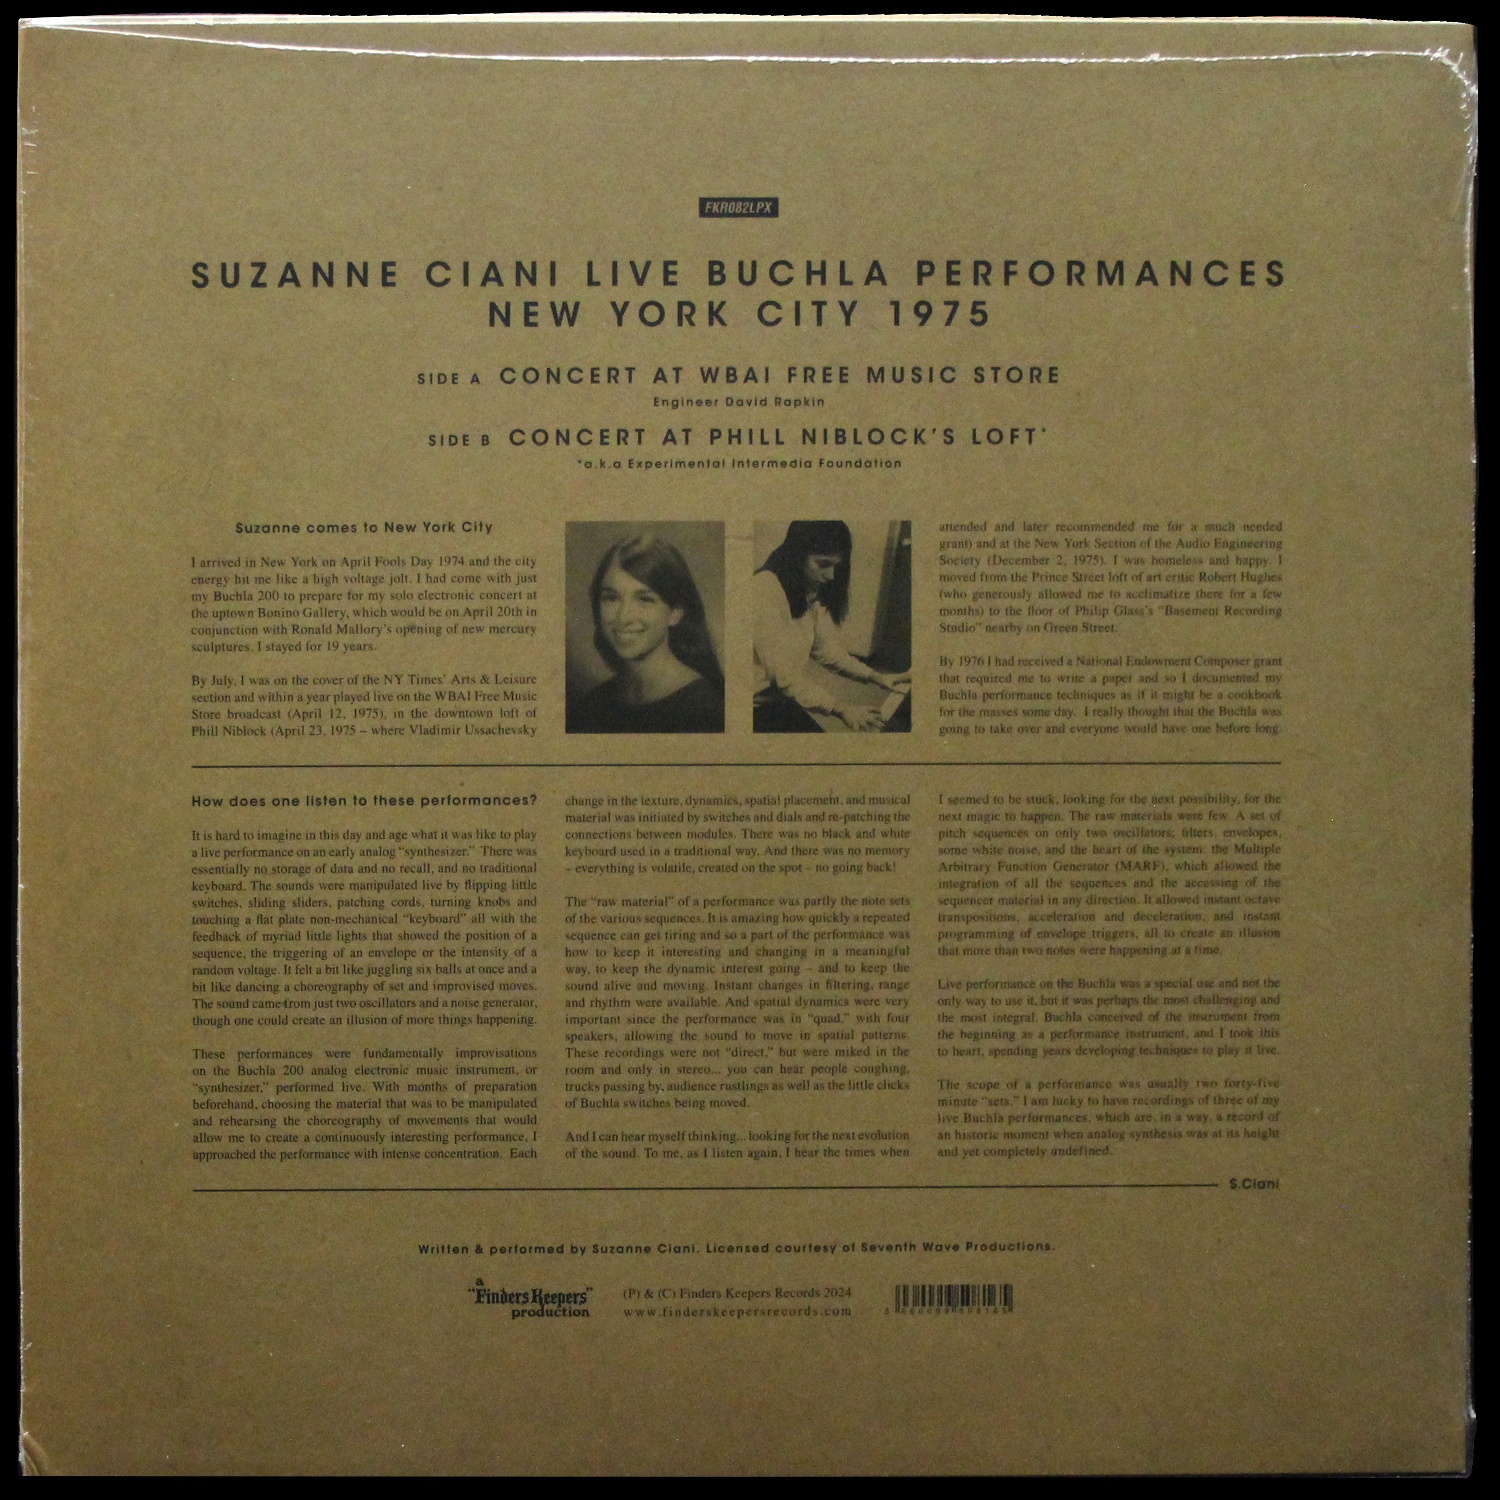 FKR082LPX
SUZANNE CIANI LIVE BUCHLA PERFORMANCES
NEW YORK CITY 1975
SIDE A CONCERT AT WBAI FREE MUSIC STORE
Engineer David Rapkin
SIDE B CONCERT AT PHILL NIBLOCK'S LOFT*
*a.k.a Experimental Intermedia Foundation
Suzanne comes to New York City
I arrived in New York on April Fools Day 1974 and the city
energy hit me like a high voltage jolt. I had come with just
my Buchla 200 to prepare for my solo electronic concert at
the uptown Bonino Gallery, which would be on April 20th in
conjunction with Ronald Mallory's opening of new mercury
sculptures. I stayed for 19 years.
By July, I was on the cover of the NY Times' Arts & Leisure
section and within a year played live on the WBAI Free Music
Store broadcast (April 12, 1975), in the downtown loft of
Phill Niblock (April 23, 1975 – where Vladimir Ussachevsky
attended and later recommended me for a much needed
grant) and at the New York Section of the Audio Engineering
Society (December 2, 1975). I was homeless and happy. I
moved from the Prince Street loft of art critic Robert Hughes
(who generously allowed me to acclimatize there for a few
months) to the floor of Philip Glass's "Basement Recording
Studio" nearby on Green Street.
By 1976 I had received a National Endowment Composer grant
that required me to write a paper and so I documented my
Buchla performance techniques as if it might be a cookbook
for the masses some day. I really thought that the Buchla was
going to take over and everyone would have one before long.
How does one listen to these performances?
It is hard to imagine in this day and age what it was like to play
a live performance on an early analog "synthesizer." There was
essentially no storage of data and no recall, and no traditional
keyboard. The sounds were manipulated live by flipping little
switches, sliding sliders, patching cords, turning knobs and
touching a flat plate non-mechanical "keyboard" all with the
feedback of myriad little lights that showed the position of a
sequence, the triggering of an envelope or the intensity of a
random voltage. It felt a bit like juggling six balls at once and a
bit like dancing a choreography of set and improvised moves.
The sound came from just two oscillators and a noise generator,
though one could create an illusion of more things happening.
These performances were fundamentally improvisations
on the Buchla 200 analog electronic music instrument, or
"synthesizer," performed live. With months of preparation
beforehand, choosing the material that was to be manipulated
and rehearsing the choreography of movements that would
allow me to create a continuously interesting performance, I
approached the performance with intense concentration. Each
change in the texture, dynamics, spatial placement, and musical
material was initiated by switches and dials and re-patching the
connections between modules. There was no black and white
keyboard used in a traditional way. And there was no memory
– everything is volatile, created on the spot – no going back!
The "raw material" of a performance was partly the note sets
of the various sequences. It is amazing how quickly a repeated
sequence can get tiring and so a part of the performance was
how to keep it interesting and changing in a meaningful
way, to keep the dynamic interest going – and to keep the
sound alive and moving. Instant changes in filtering, range
and rhythm were available. And spatial dynamics were very
important since the performance was in "quad," with four
speakers, allowing the sound to move in spatial patterns.
These recordings were not "direct," but were miked in the
room and only in stereo... you can hear people coughing,
trucks passing by, audience rustlings as well as the little clicks
of Buchla switches being moved.
And I can hear myself thinking... looking for the next evolution
of the sound. To me, as I listen again, I hear the times when
I seemed to be stuck, looking for the next possibility, for the
next magic to happen. The raw materials were few. A set of
pitch sequences on only two oscillators; filters, envelopes,
some white noise, and the heart of the system: the Multiple
Arbitrary Function Generator (MARF), which allowed the
integration of all the sequences and the accessing of the
sequencer material in any direction. It allowed instant octave
transpositions, acceleration and deceleration, and instant
programming of envelope triggers, all to create an illusion
that more than two notes were happening at a time.
Live performance on the Buchla was a special use and not the
only way to use it, but it was perhaps the most challenging and
the most integral. Buchla conceived of the instrument from
the beginning as a performance instrument, and I took this
to heart, spending years developing techniques to play it live.
The scope of a performance was usually two forty-five
minute "sets." I am lucky to have recordings of three of my
live Buchla performances, which are, in a way, a record of
an historic moment when analog synthesis was at its height
and yet completely undefined.
S.Ciani
Written & performed by Suzanne Ciani. Licensed courtesy of Seventh Wave Productions.
a
"Finders Keepers"
production
(P) & (C) Finders Keepers Records 2024
www.finderskeepersrecords.com